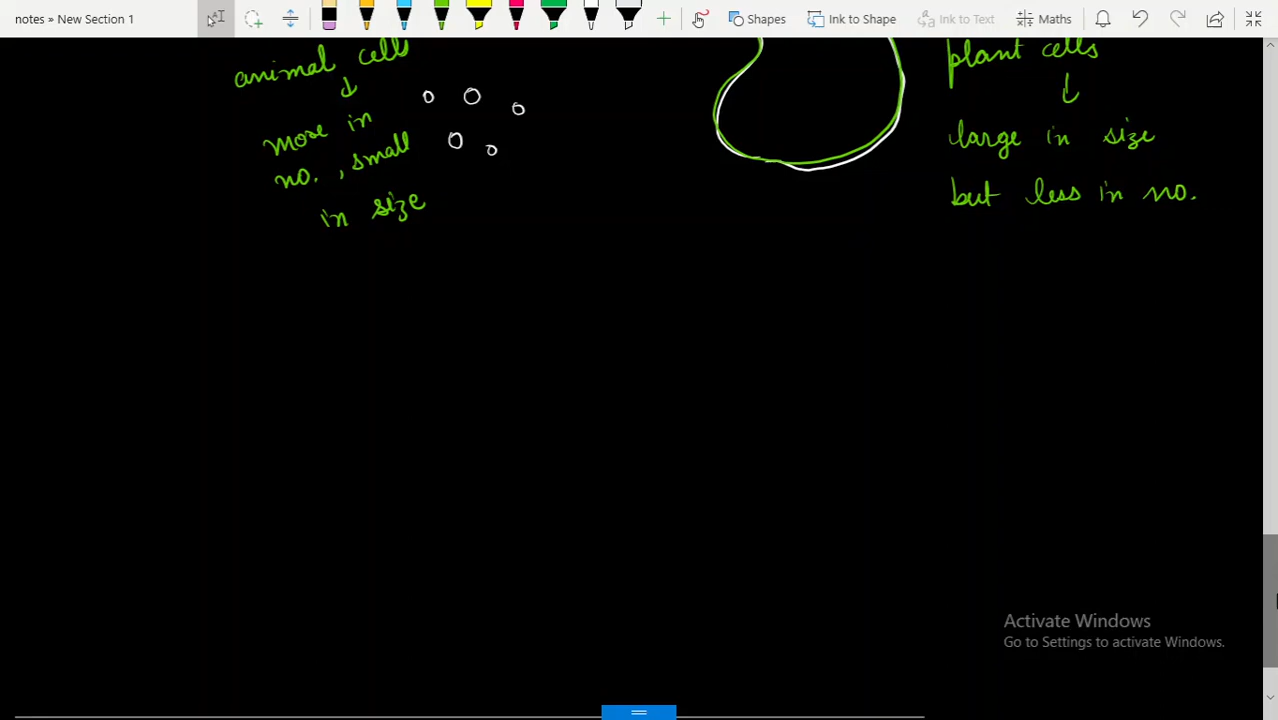 notes » New Section 1
Shapes
Ink to Shape
Ink to Text
Maths
animal cells
more in
no. , small
in size
plant cells
large in size
but less in no.
Activate Windows
Go to Settings to activate Windows.